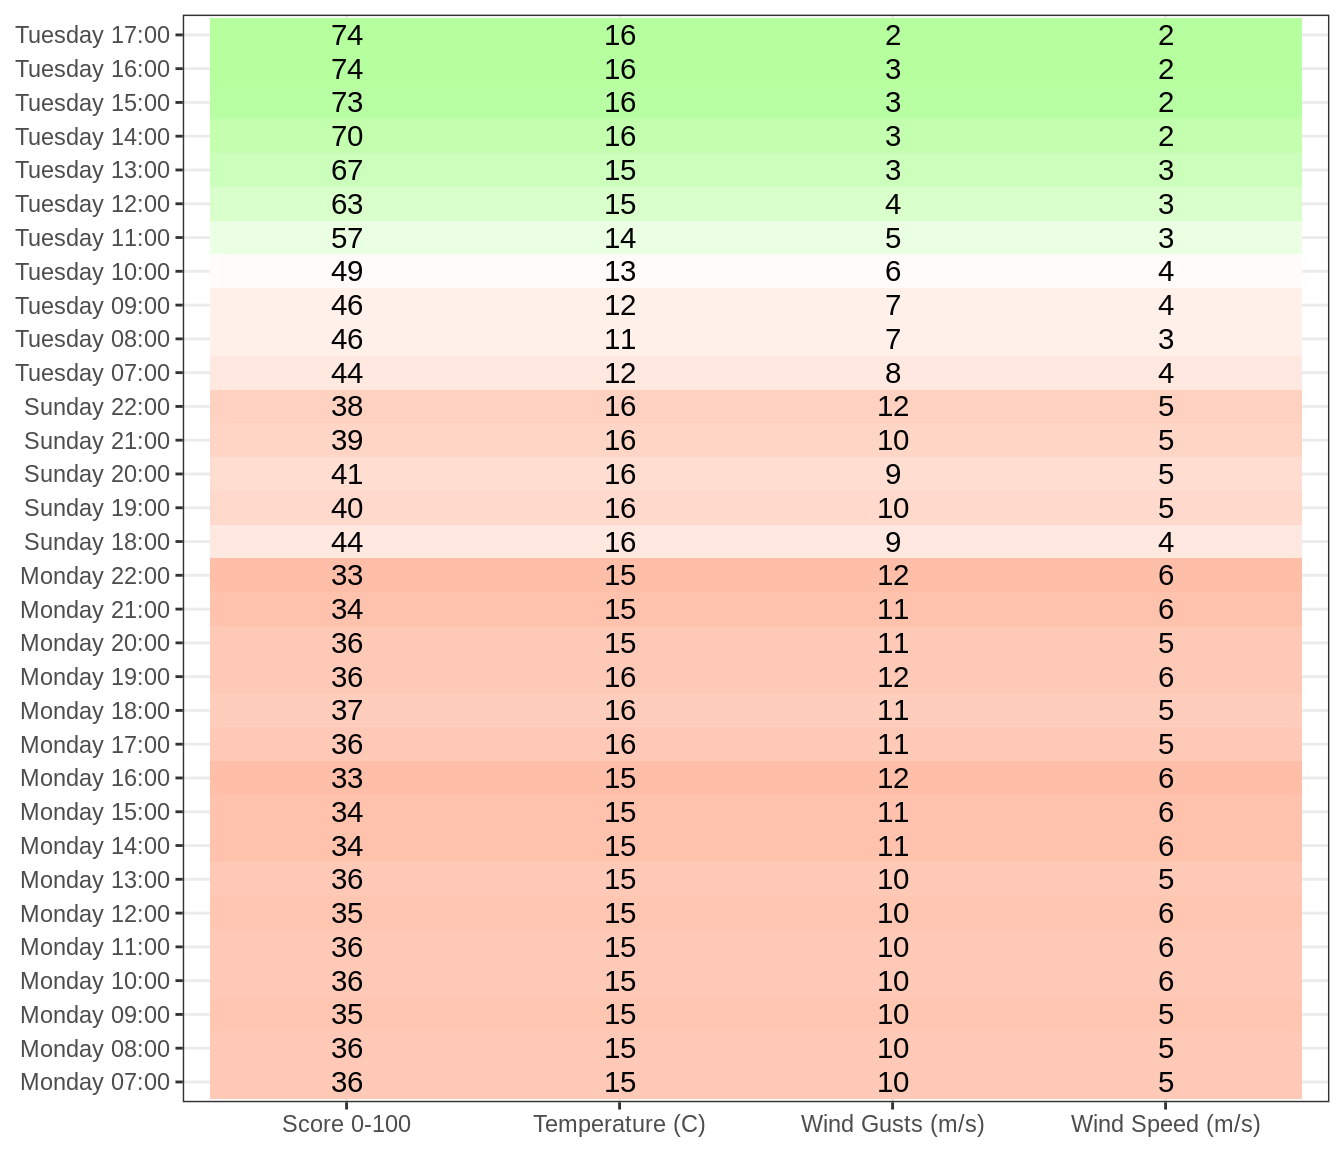 Tuesday 17:00 74 16 2 2
Tuesday 16:00 74 16 3 2
Tuesday 15:00 73 16 3 2
Tuesday 14:00 70 16 3 2
Tuesday 13:00 67 15 3 3
Tuesday 12:00 63 15 4 3
Tuesday 11:00 57 14 5 3
Tuesday 10:00 49 13 6 4
Tuesday 09:00 46 12 7 4
Tuesday 08:00 46 11 7 3
Tuesday 07:00 44 12 8 4
Sunday 22:00 38 16 12 5
Sunday 21:00 39 16 10 5
Sunday 20:00 41 16 9 5
Sunday 19:00 40 16 10 5
Sunday 18:00 44 16 9 4
Monday 22:00 33 15 12 6
Monday 21:00 34 15 11 6
Monday 20:00 36 15 11 5
Monday 19:00 36 16 12 6
Monday 18:00 37 16 11 5
Monday 17:00 36 16 11 5
Monday 16:00 33 15 12 6
Monday 15:00 34 15 11 6
Monday 14:00 34 15 11 6
Monday 13:00 36 15 10 5
Monday 12:00 35 15 10 6
Monday 11:00 36 15 10 6
Monday 10:00 36 15 10 6
Monday 09:00 35 15 10 5
Monday 08:00 36 15 10 5
Monday 07:00 36 15 10 5
Score 0-100 Temperature (C) Wind Gusts (m/s) Wind Speed (m/s)